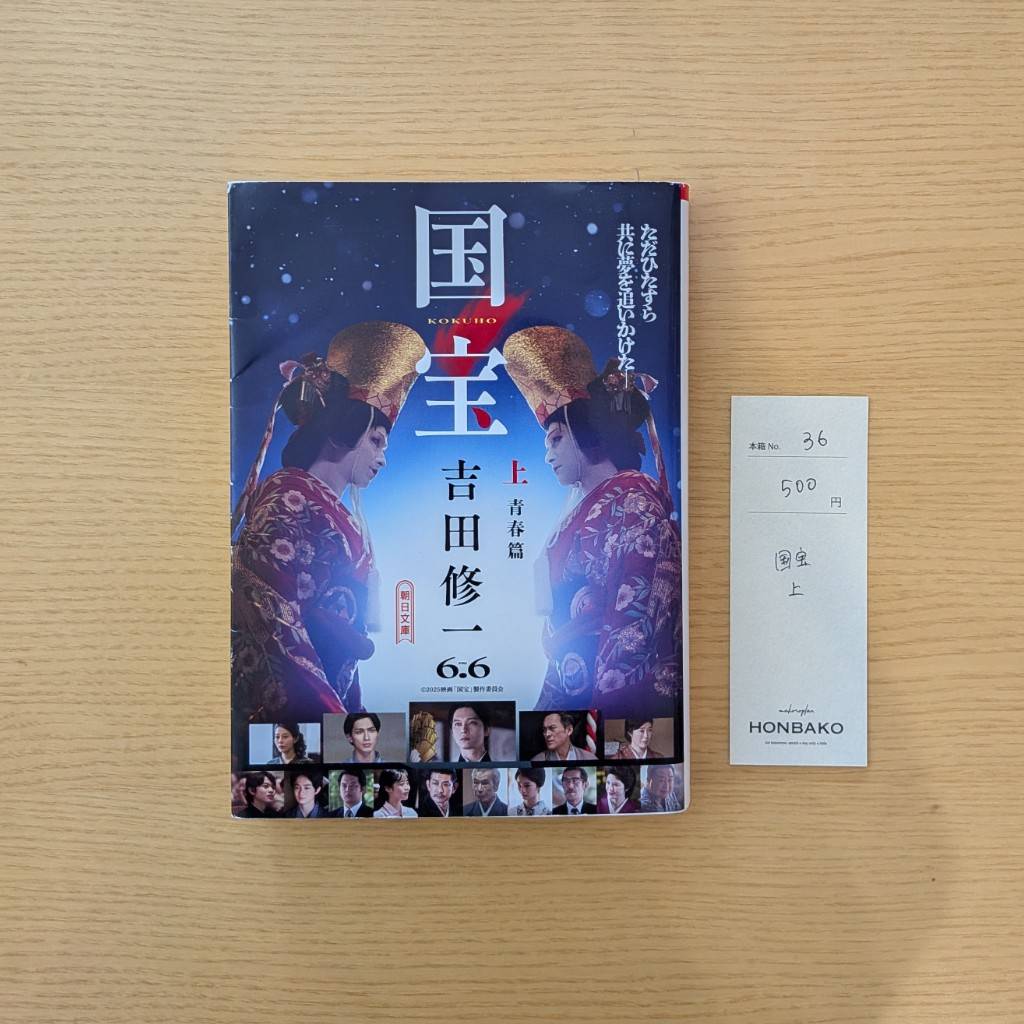 国宝
KOKUHO
ただひたすら
共に夢を追いかけた―
上 青春篇
吉田修一
朝日文庫
6.6
©2025映画「国宝」製作委員会
本箱 No. 36
500 円
国宝
上
HONBAKO